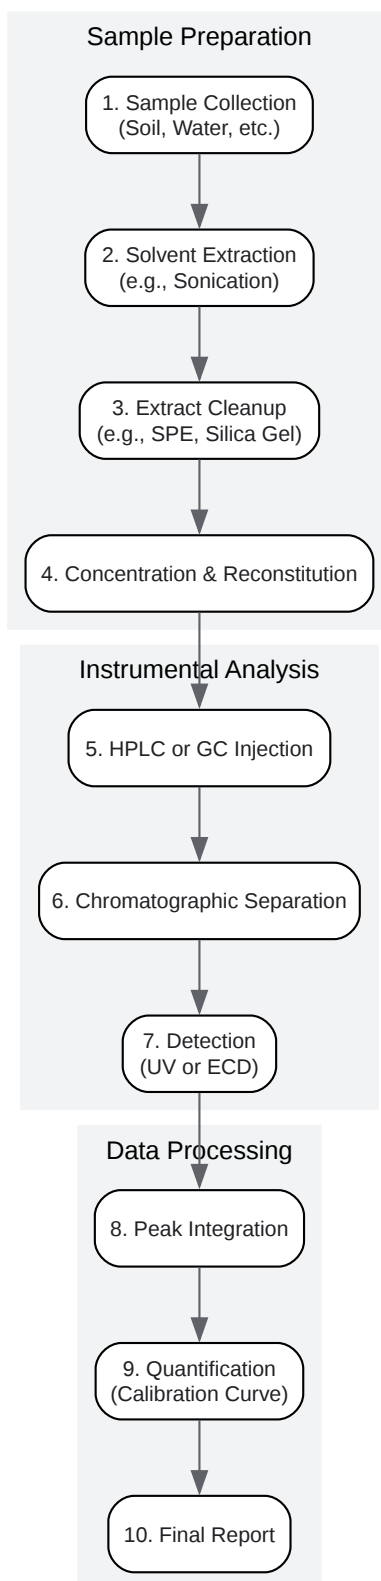 Sample Preparation
1. Sample Collection
(Soil, Water, etc.)
2. Solvent Extraction
(e.g., Sonication)
3. Extract Cleanup
(e.g., SPE, Silica Gel)
4. Concentration & Reconstitution
Instrumental Analysis
5. HPLC or GC Injection
6. Chromatographic Separation
7. Detection
(UV or ECD)
Data Processing
8. Peak Integration
9. Quantification
(Calibration Curve)
10. Final Report